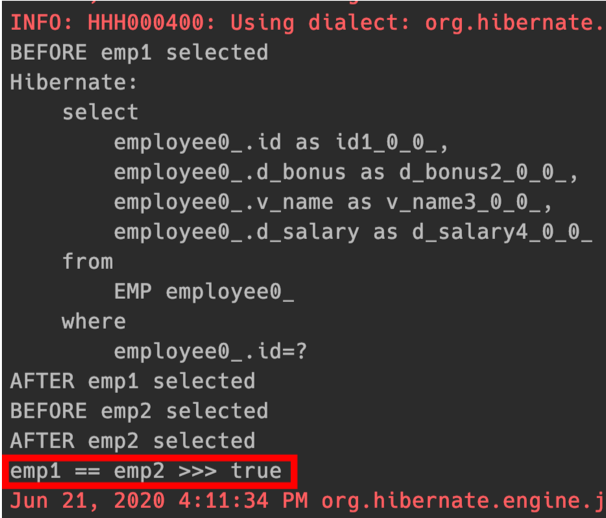 INFO: HHH000400: Using dialect: org.hibernate.
BEFORE emp1 selected
Hibernate:
    select
        employee0_.id as id1_0_0_,
        employee0_.d_bonus as d_bonus2_0_0_,
        employee0_.v_name as v_name3_0_0_,
        employee0_.d_salary as d_salary4_0_0_
    from
        EMP employee0_
    where
        employee0_.id=?
AFTER emp1 selected
BEFORE emp2 selected
AFTER emp2 selected
emp1 == emp2 >>> true
Jun 21, 2020 4:11:34 PM org.hibernate.engine.j